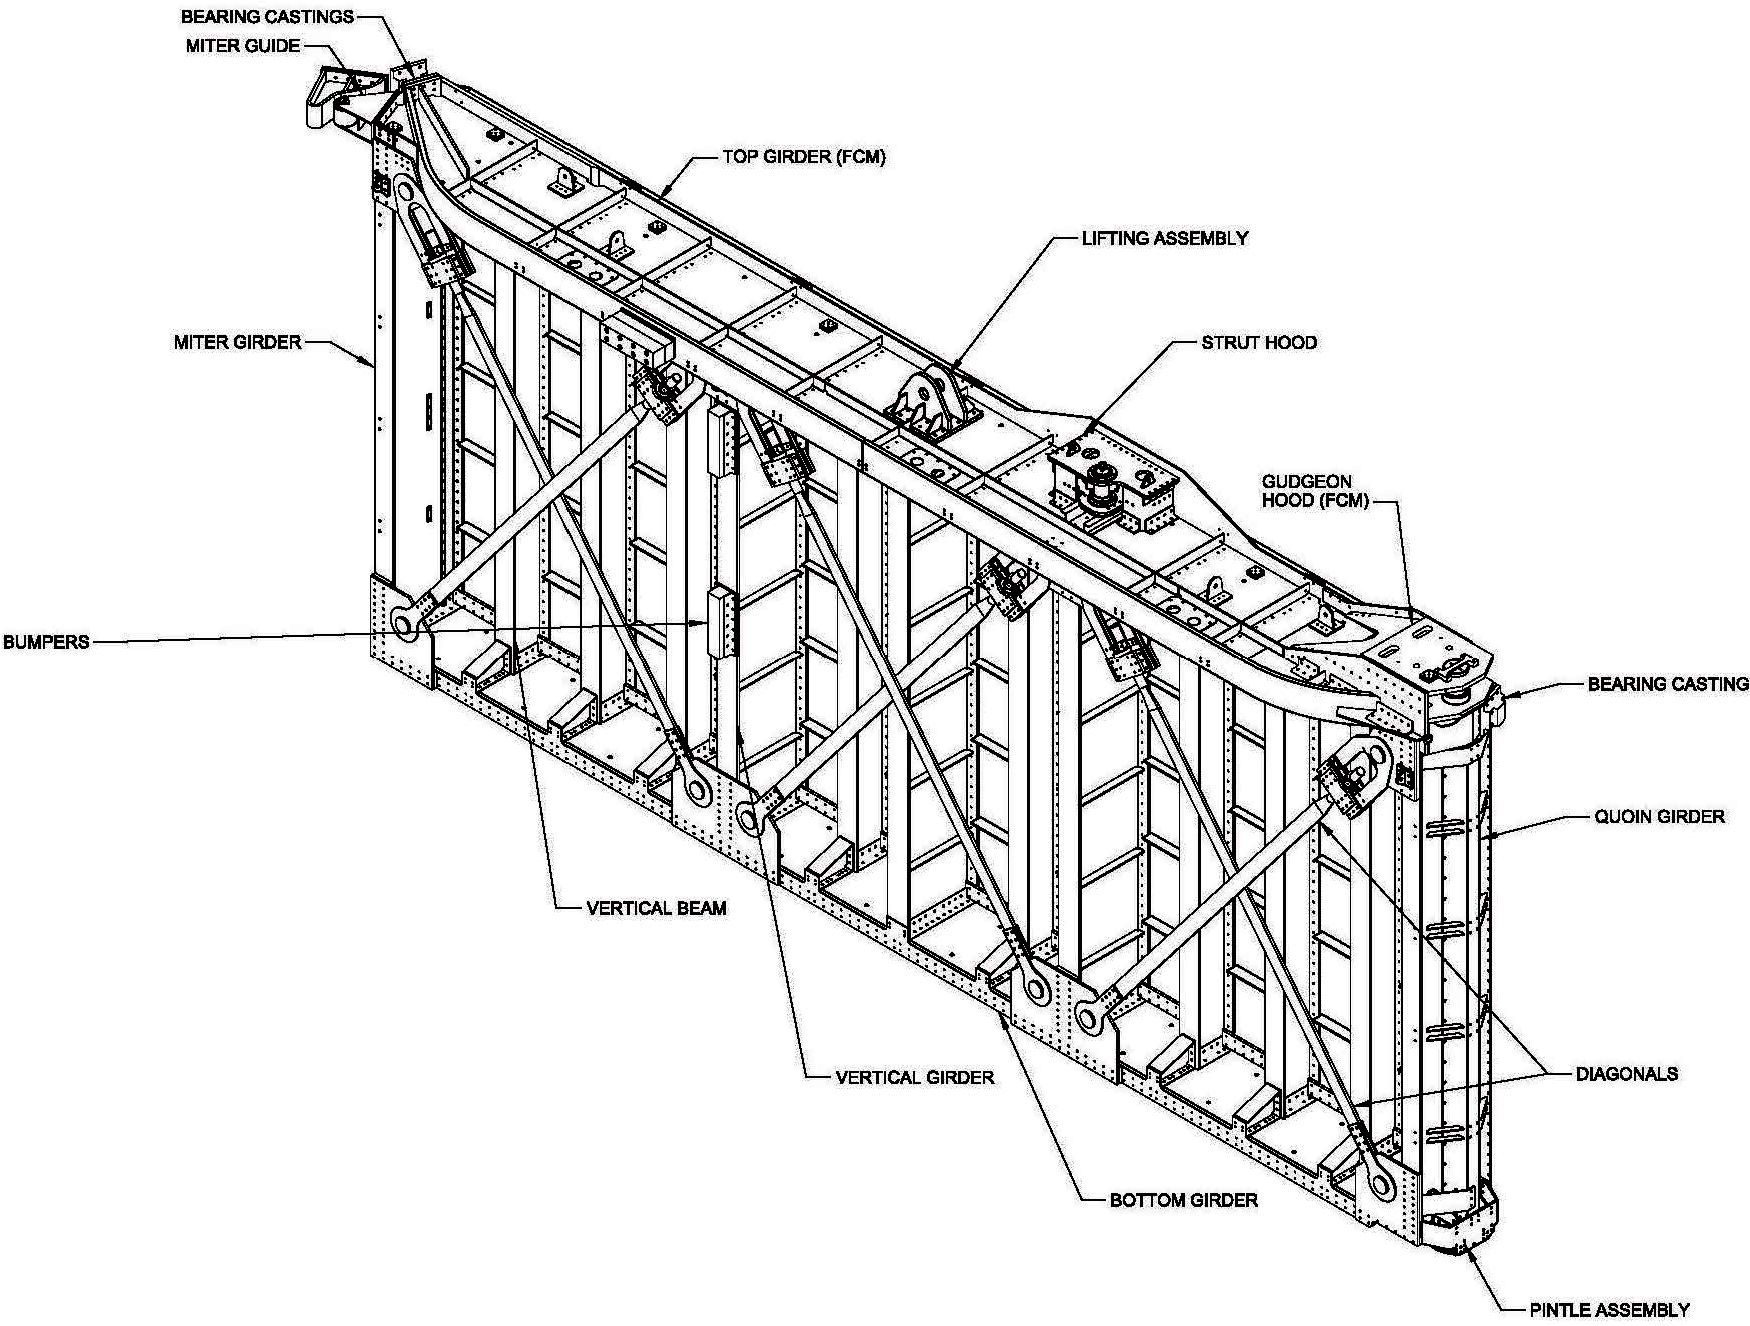 BEARING CASTINGS
MITER GUIDE
TOP GIRDER (FCM)
LIFTING ASSEMBLY
STRUT HOOD
MITER GIRDER
GUDGEON
HOOD (FCM)
BUMPERS
BEARING CASTING
QUOIN GIRDER
VERTICAL BEAM
VERTICAL GIRDER
DIAGONALS
BOTTOM GIRDER
PINTLE ASSEMBLY